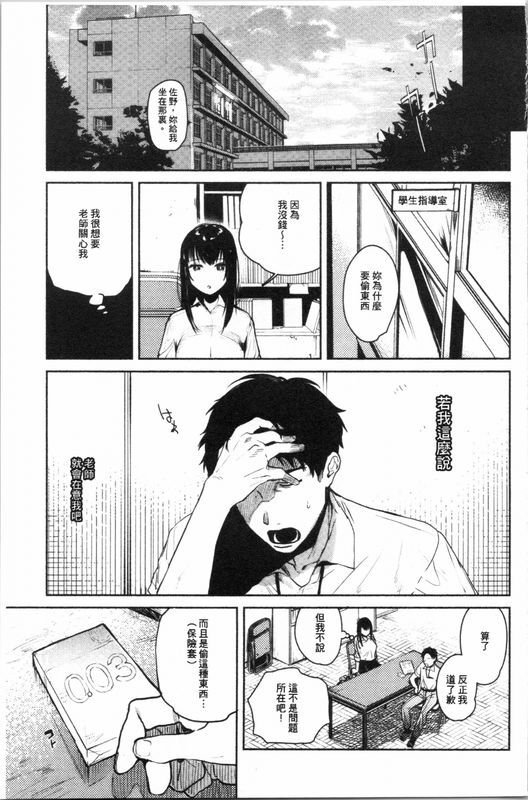 佐野，妳給我
坐在那裏。
學生指導室
妳為什麼
要偷東西
因為
我沒錢～…
我很想要
老師關心我
若我這麼說
老師
就會在意我吧
はぁ
算了
反正我
道了歉
但我不說
這不是問題
所在吧！
而且是
偷這種東西…
（保險套）
0.03